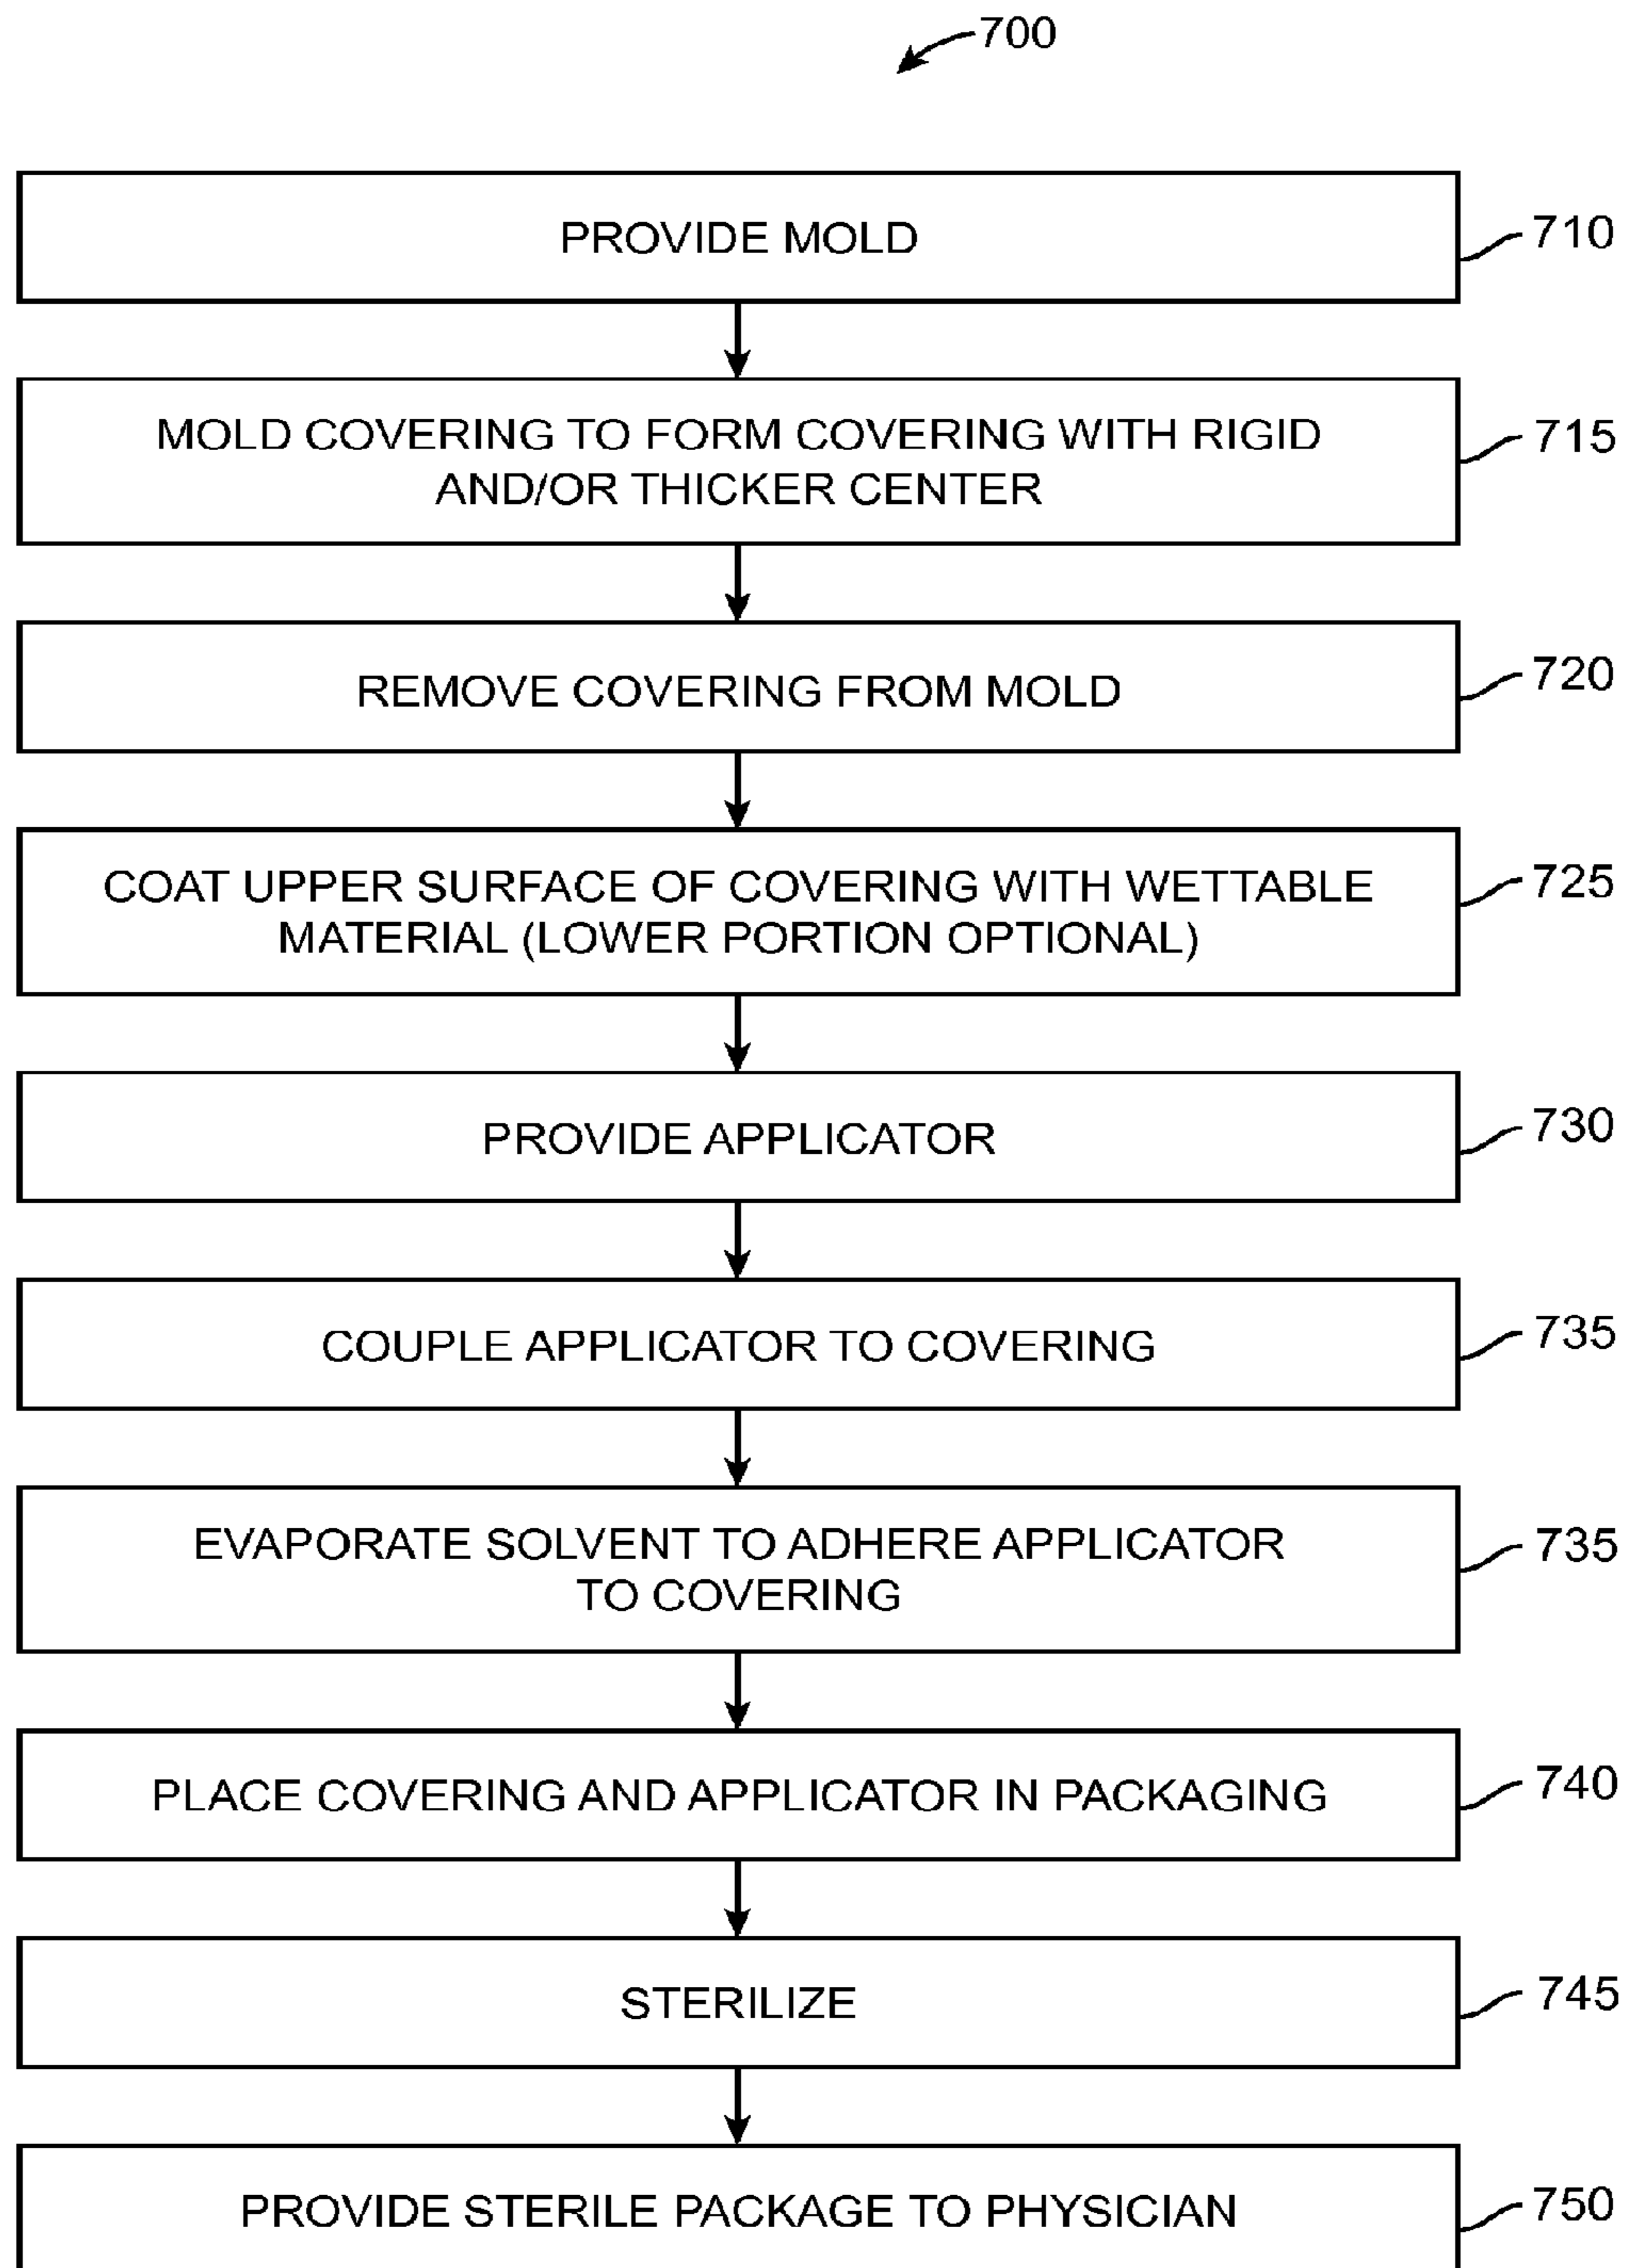 700
PROVIDE MOLD
710
MOLD COVERING TO FORM COVERING WITH RIGID
AND/OR THICKER CENTER
715
REMOVE COVERING FROM MOLD
720
COAT UPPER SURFACE OF COVERING WITH WETTABLE
MATERIAL (LOWER PORTION OPTIONAL)
725
PROVIDE APPLICATOR
730
COUPLE APPLICATOR TO COVERING
735
EVAPORATE SOLVENT TO ADHERE APPLICATOR
TO COVERING
735
PLACE COVERING AND APPLICATOR IN PACKAGING
740
STERILIZE
745
PROVIDE STERILE PACKAGE TO PHYSICIAN
750